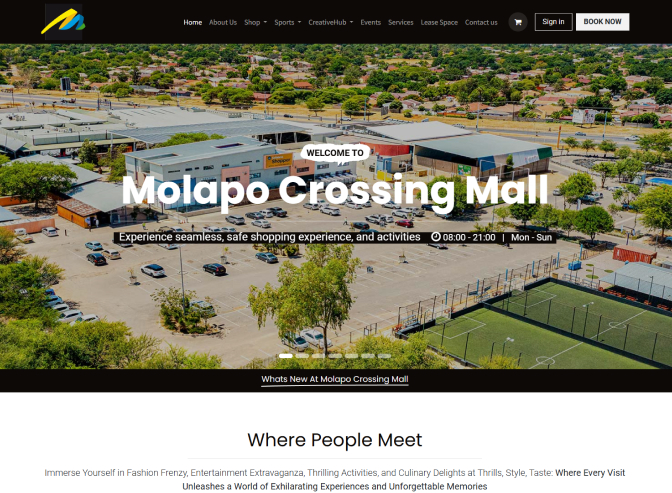 Home About Us Shop Sports CreativeHub Events Services Lease Space Contact us Sign in BOOK NOW
WELCOME TO
Molapo Crossing Mall
Experience seamless, safe shopping experience, and activities 08:00 - 21:00 | Mon - Sun
Whats New At Molapo Crossing Mall
Where People Meet
Immerse Yourself in Fashion Frenzy, Entertainment Extravaganza, Thrilling Activities, and Culinary Delights at Thrills, Style, Taste: Where Every Visit
Unleashes a World of Exhilarating Experiences and Unforgettable Memories